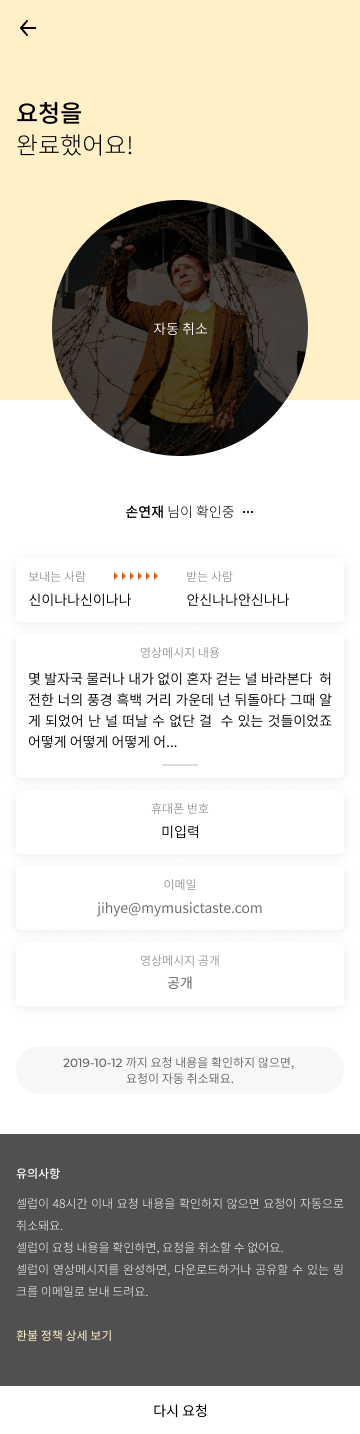 요청을
완료했어요!
자동 취소
손연재 님이 확인중 ···
보내는 사람
받는 사람
신이나나신이나나
안신나나안신나나
영상메시지 내용
몇 발자국 물러나 내가 없이 혼자 걷는 널 바라본다 허
전한 너의 풍경 흑백 거리 가운데 넌 뒤돌아다 그때 알
게 되었어 난 널 떠날 수 없단 걸 수 있는 것들이었죠
어떻게 어떻게 어떻게 어...
휴대폰 번호
미입력
이메일
jihye@mymusictaste.com
영상메시지 공개
공개
2019-10-12 까지 요청 내용을 확인하지 않으면,
요청이 자동 취소돼요.
유의사항
셀럽이 48시간 이내 요청 내용을 확인하지 않으면 요청이 자동으로
취소돼요.
셀럽이 요청 내용을 확인하면, 요청을 취소할 수 없어요.
셀럽이 영상메시지를 완성하면, 다운로드하거나 공유할 수 있는 링
크를 이메일로 보내 드려요.
환불 정책 상세 보기
다시 요청